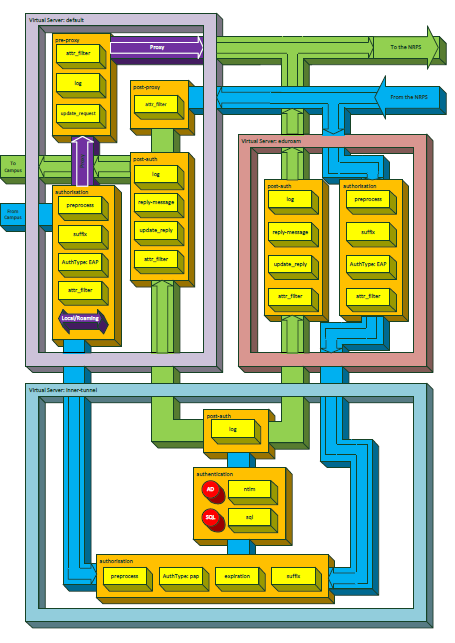 Virtual Server: default
pre-proxy
attr_filter
log
update_request
Proxy
To the NRPS
post-proxy
attr_filter
From the NRPS
Virtual Server: eduroam
To
Campus
From
Campus
authorisation
preprocess
suffix
AuthType: EAP
attr_filter
Local/Roaming
post-auth
log
reply-message
update_reply
attr_filter
post-auth
log
reply-message
update_reply
attr_filter
authorisation
preprocess
suffix
AuthType: EAP
attr_filter
Virtual Server: inner-tunnel
post-auth
log
authentication
AD
ntlm
SQL
sql
authorisation
preprocess
AuthType: pap
expiration
suffix